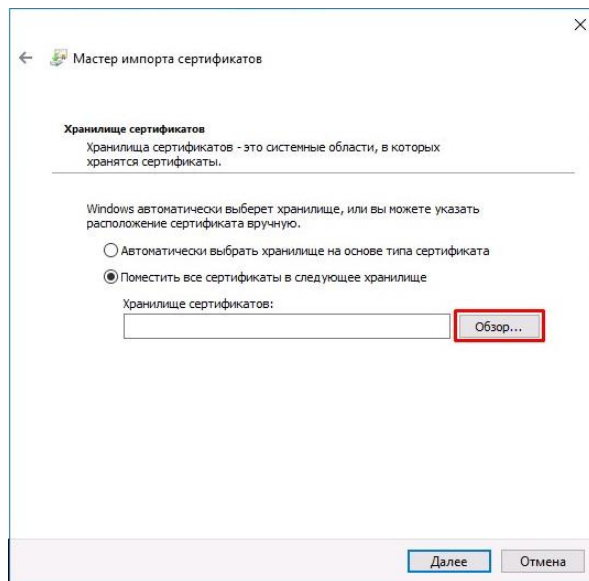 Мастер импорта сертификатов
Хранилище сертификатов
Хранилища сертификатов - это системные области, в которых
хранятся сертификаты.
Windows автоматически выберет хранилище, или вы можете указать
расположение сертификата вручную.
Автоматически выбрать хранилище на основе типа сертификата
Поместить все сертификаты в следующее хранилище
Хранилище сертификатов:
Обзор...
Далее
Отмена